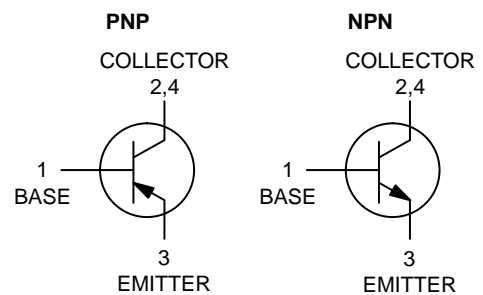 PNP
COLLECTOR
2,4
1
BASE
3
EMITTER
NPN
COLLECTOR
2,4
1
BASE
3
EMITTER